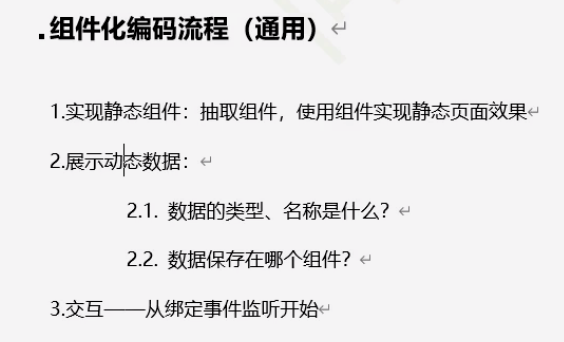 组件化编码流程（通用）
1.实现静态组件：抽取组件，使用组件实现静态页面效果
2.展示动态数据：
2.1. 数据的类型、名称是什么？
2.2. 数据保存在哪个组件？
3.交互——从绑定事件监听开始